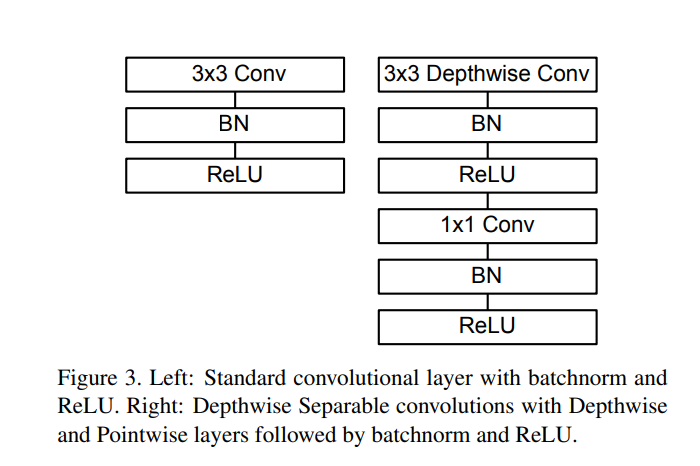 3x3 Conv
BN
ReLU
3x3 Depthwise Conv
BN
ReLU
1x1 Conv
BN
ReLU
Figure 3. Left: Standard convolutional layer with batchnorm and
ReLU. Right: Depthwise Separable convolutions with Depthwise
and Pointwise layers followed by batchnorm and ReLU.